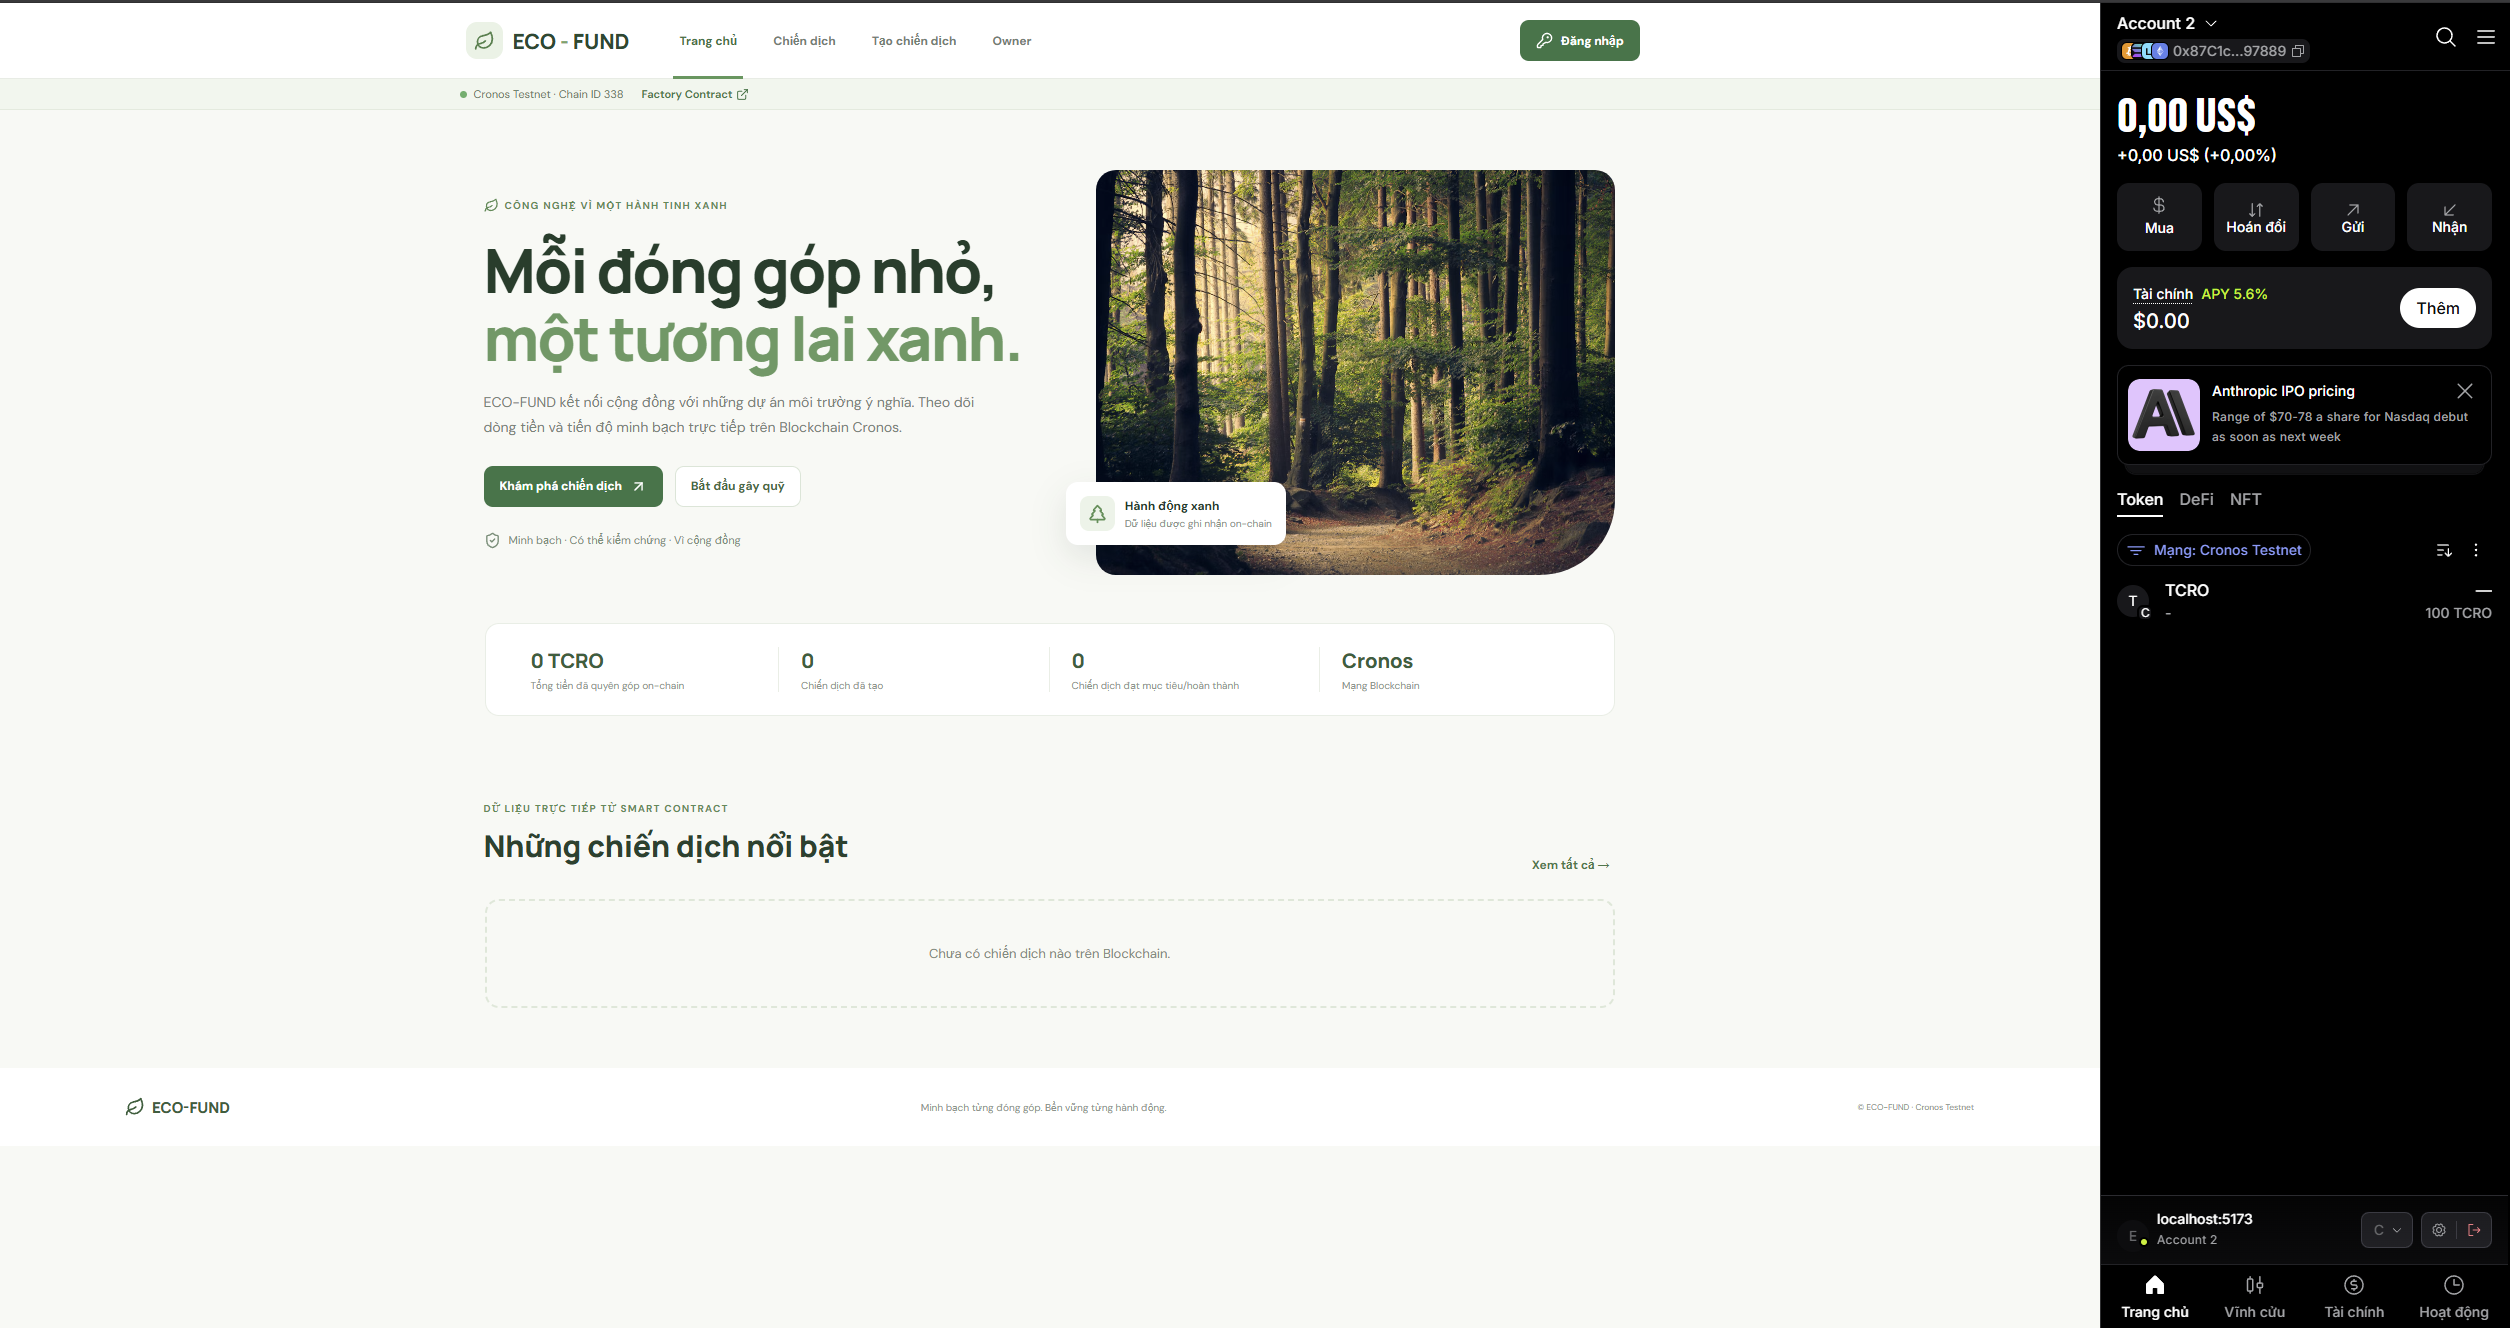 ECO - FUND
Trang chủ
Chiến dịch
Tạo chiến dịch
Owner
Đăng nhập
Cronos Testnet · Chain ID 338
Factory Contract
CÔNG NGHỆ VÌ MỘT HÀNH TINH XANH
Mỗi đóng góp nhỏ,
một tương lai xanh.
ECO-FUND kết nối cộng đồng với những dự án môi trường ý nghĩa. Theo dõi
dòng tiền và tiến độ minh bạch trực tiếp trên Blockchain Cronos.
Khám phá chiến dịch
Bắt đầu gây quỹ
Minh bạch · Có thể kiểm chứng · Vì cộng đồng
Hành động xanh
Dữ liệu được ghi nhận on-chain
0 TCRO
Tổng tiền đã quyên góp on-chain
0
Chiến dịch đã tạo
0
Chiến dịch đạt mục tiêu/hoàn thành
Cronos
Mạng Blockchain
DỮ LIỆU TRỰC TIẾP TỪ SMART CONTRACT
Những chiến dịch nổi bật
Xem tất cả →
Chưa có chiến dịch nào trên Blockchain.
ECO-FUND
Minh bạch từng đóng góp. Bền vững từng hành động.
© ECO-FUND · Cronos Testnet
Account 2
0x87C1c...97889
0,00 US$
+0,00 US$ (+0,00%)
Mua
Hoán đổi
Gửi
Nhận
Tài chính APY 5.6%
$0.00
Thêm
Anthropic IPO pricing
Range of $70-78 a share for Nasdaq debut
as soon as next week
Token
DeFi
NFT
Mạng: Cronos Testnet
T
C
TCRO
—
-
100 TCRO
E
localhost:5173
Account 2
C
Trang chủ
Vĩnh cửu
Tài chính
Hoạt động